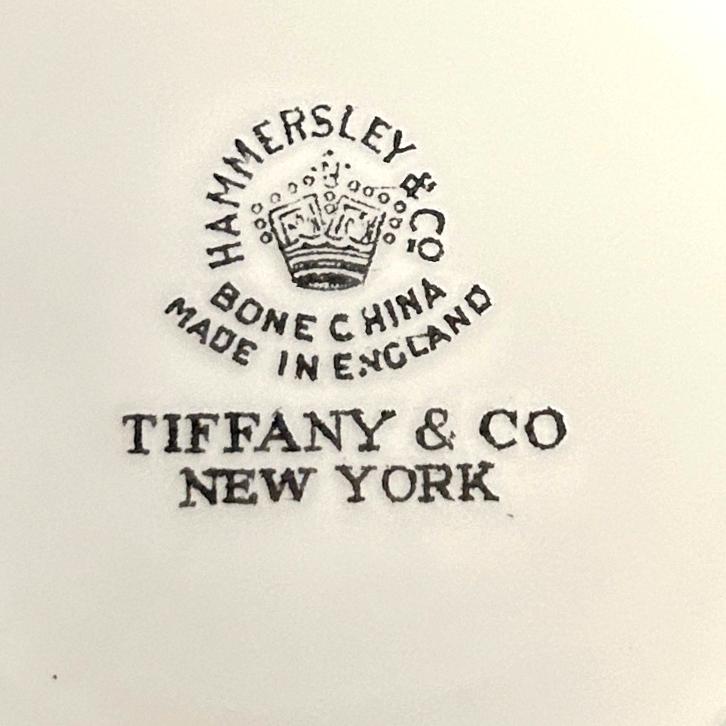 HAMMERSLEY & CO
BONE CHINA
MADE IN ENGLAND
TIFFANY & CO
NEW YORK